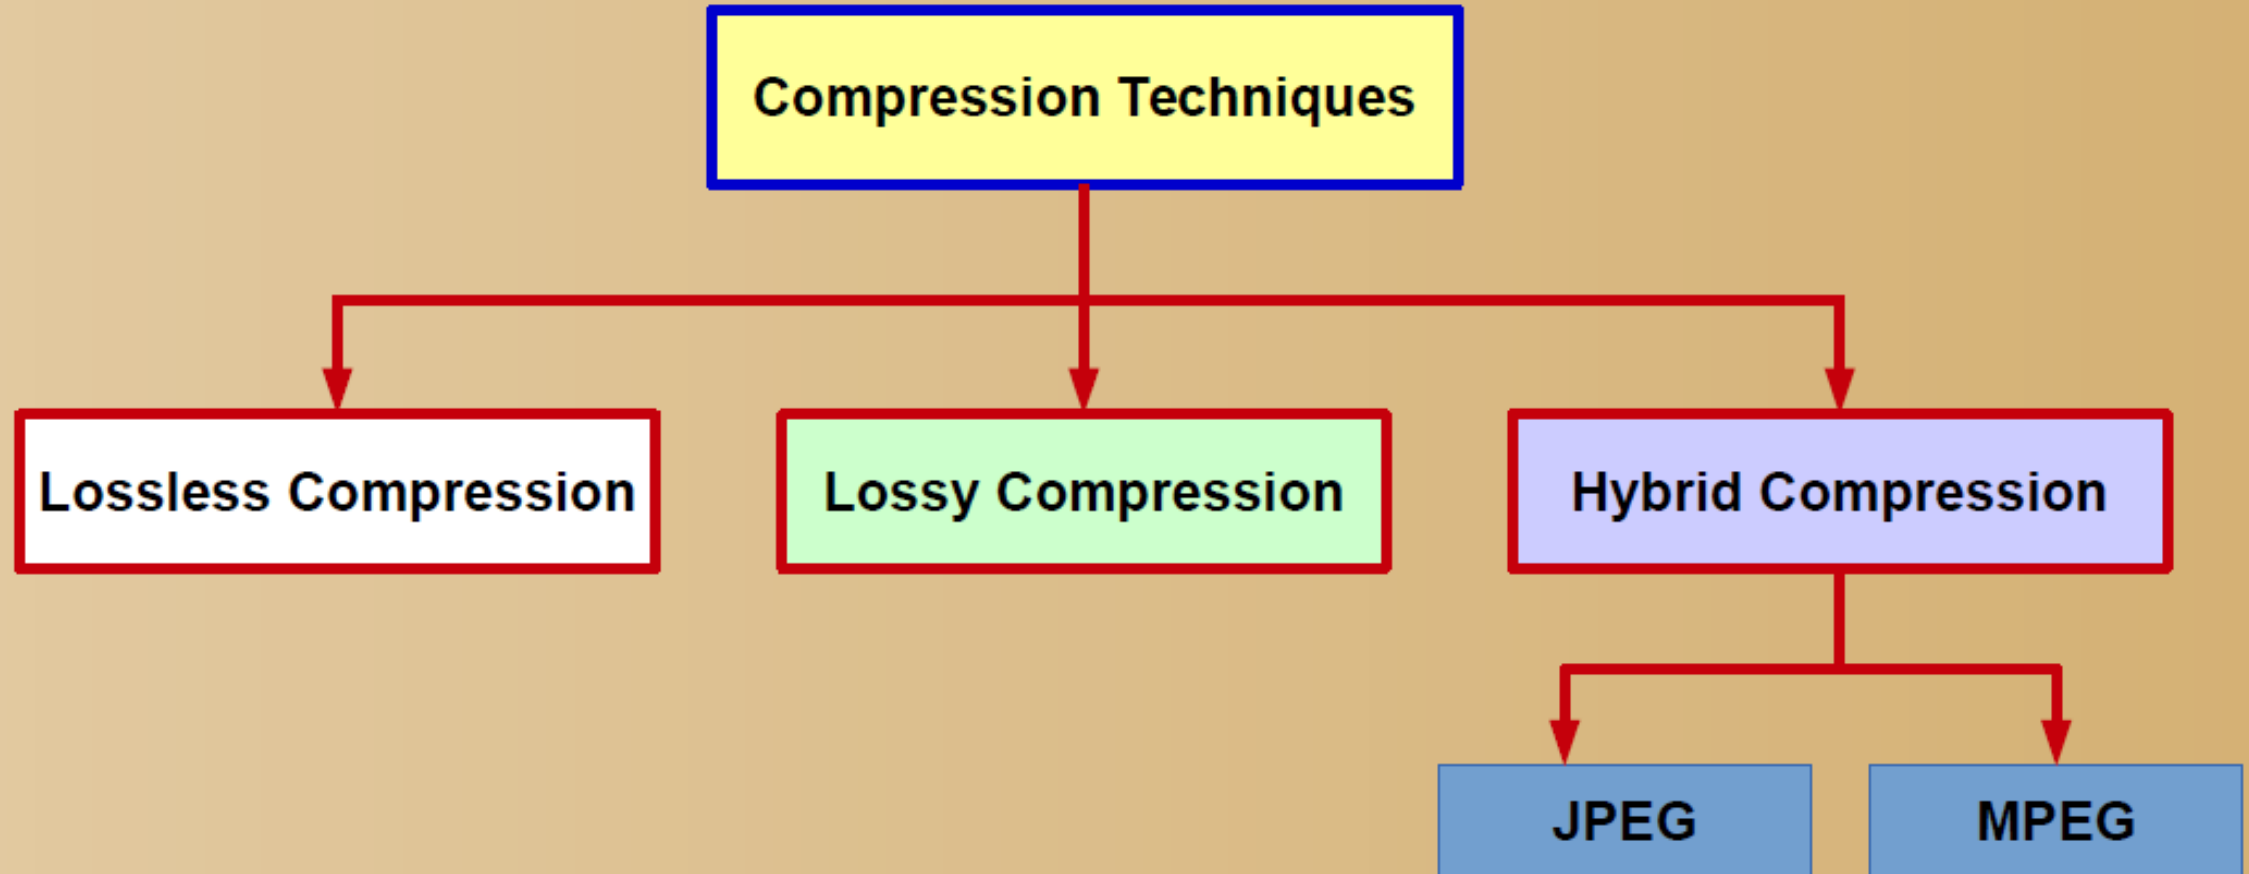 Compression Techniques
Lossless Compression
Lossy Compression
Hybrid Compression
JPEG
MPEG